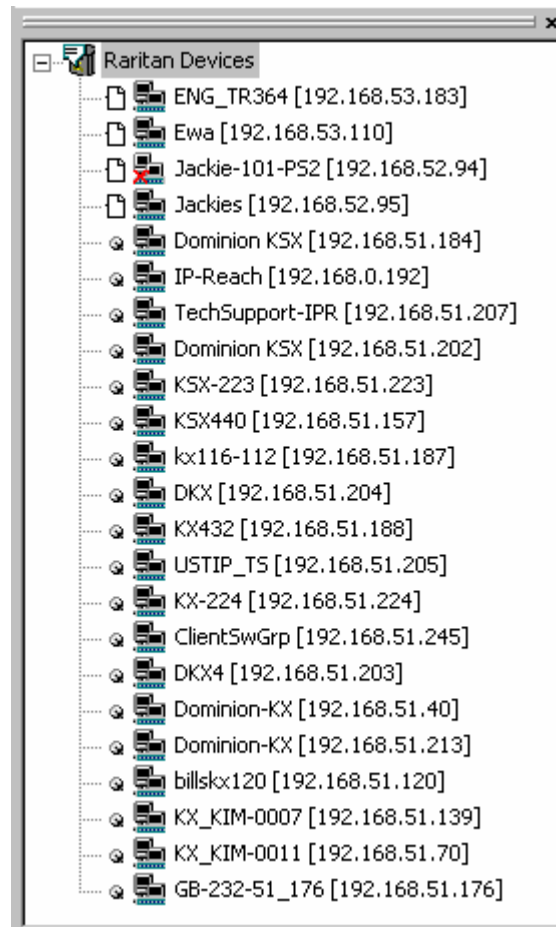 Raritan Devices
ENG_TR364 [192.168.53.183]
Ewa [192.168.53.110]
Jackie-101-PS2 [192.168.52.94]
Jackies [192.168.52.95]
Dominion KSX [192.168.51.184]
IP-Reach [192.168.0.192]
TechSupport-IPR [192.168.51.207]
Dominion KSX [192.168.51.202]
KSX-223 [192.168.51.223]
KSX440 [192.168.51.157]
kx116-112 [192.168.51.187]
DKX [192.168.51.204]
KX432 [192.168.51.188]
USTIP_TS [192.168.51.205]
KX-224 [192.168.51.224]
ClientSwGrp [192.168.51.245]
DKX4 [192.168.51.203]
Dominion-KX [192.168.51.40]
Dominion-KX [192.168.51.213]
billskx120 [192.168.51.120]
KX_KIM-0007 [192.168.51.139]
KX_KIM-0011 [192.168.51.70]
GB-232-51_176 [192.168.51.176]